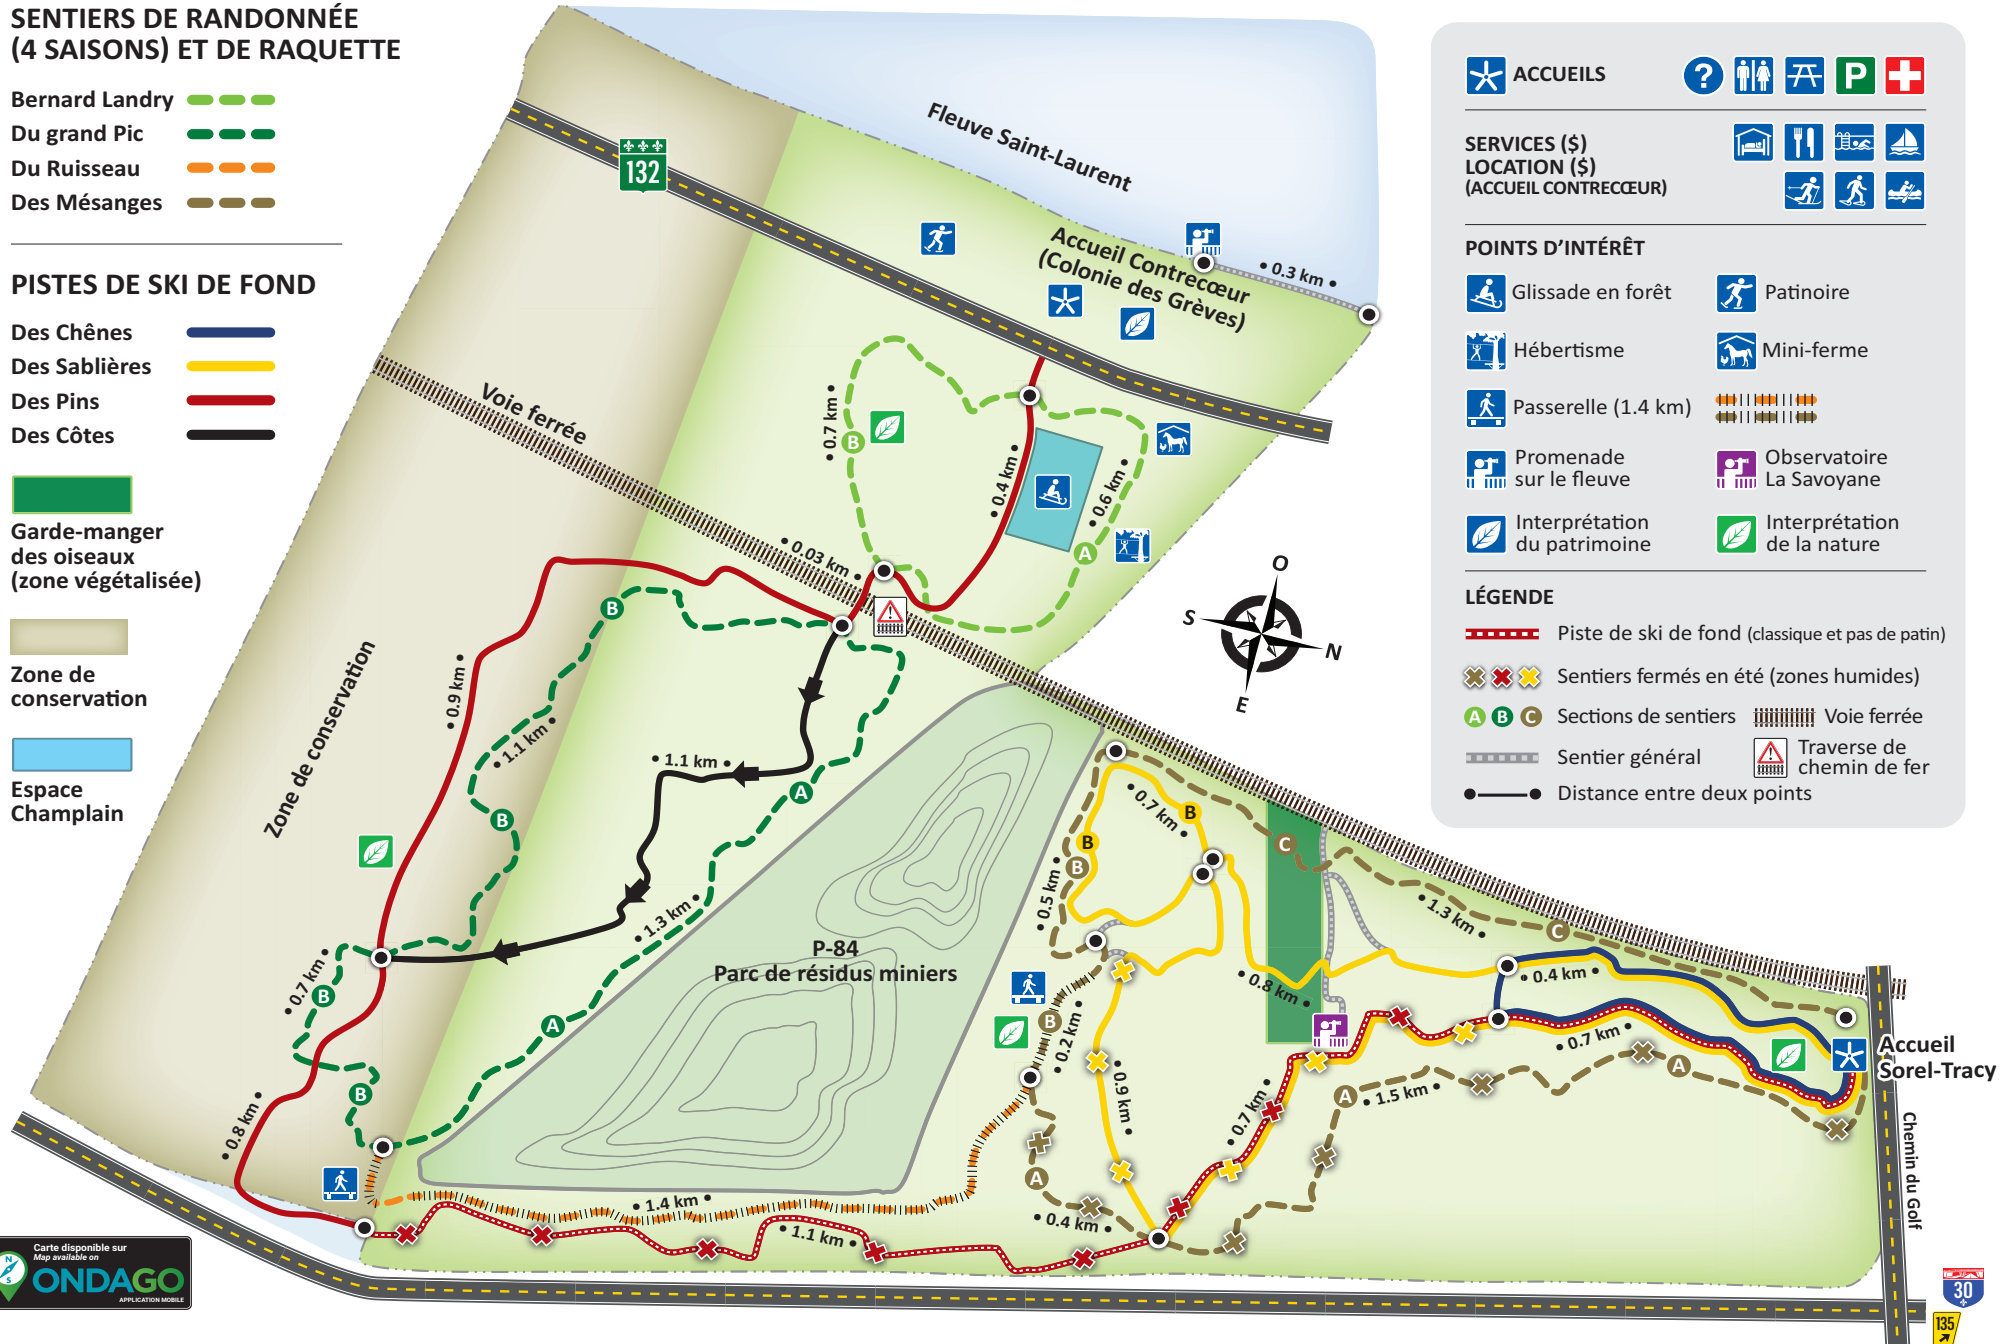 SENTIERS DE RANDONNÉE
(4 SAISONS) ET DE RAQUETTE
Bernard Landry
Du grand Pic
Du Ruisseau
Des Mésanges
PISTES DE SKI DE FOND
Des Chênes
Des Sablières
Des Pins
Des Côtes
Garde-manger
des oiseaux
(zone végétalisée)
Zone de
conservation
Espace
Champlain
132
Fleuve Saint-Laurent
Accueil Contrecœur
(Colonie des Grèves)
• 0.3 km •
Voie ferrée
• 0.7 km •
B
• 0.4 km •
• 0.6 km •
A
• 0.03 km •
B
• 0.9 km •
• 1.1 km •
B
• 1.1 km •
A
Zone de conservation
• 1.3 km •
• 0.7 km •
B
A
B
• 0.8 km •
P-84
Parc de résidus miniers
O
S
N
E
• 0.7 km •
B
B
B
C
• 0.5 km •
• 1.3 km •
C
• 0.4 km •
• 0.8 km •
B
• 0.2 km •
• 0.7 km •
• 0.9 km •
• 0.7 km •
A
• 1.5 km •
A
A
• 0.4 km •
• 1.4 km •
• 1.1 km •
Accueil
Sorel-Tracy
Chemin du Golf
30
135
ACCUEILS
?
P
SERVICES ($)
LOCATION ($)
(ACCUEIL CONTRECŒUR)
POINTS D'INTÉRÊT
Glissade en forêt
Patinoire
Hébertisme
Mini-ferme
Passerelle (1.4 km)
Promenade
sur le fleuve
Observatoire
La Savoyane
Interprétation
du patrimoine
Interprétation
de la nature
LÉGENDE
Piste de ski de fond (classique et pas de patin)
Sentiers fermés en été (zones humides)
A B C Sections de sentiers
Voie ferrée
Sentier général
Traverse de
chemin de fer
Distance entre deux points
N
S
Carte disponible sur
Map available on
ONDAGO
APPLICATION MOBILE